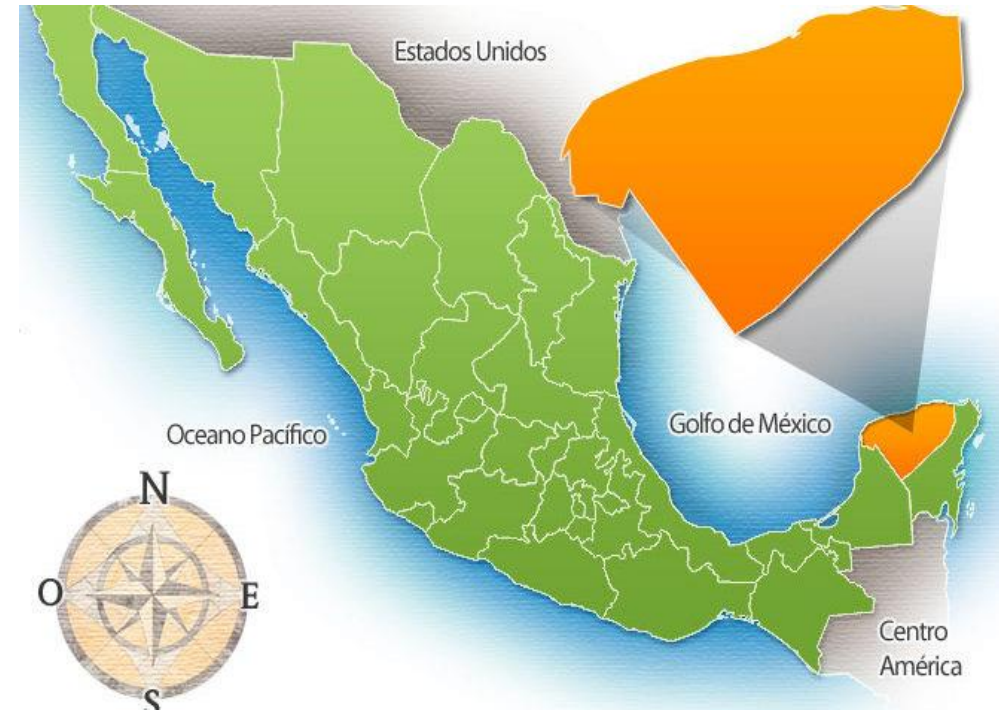 Estados Unidos
Golfo de México
Oceano Pacífico
N
O
E
S
Centro
América